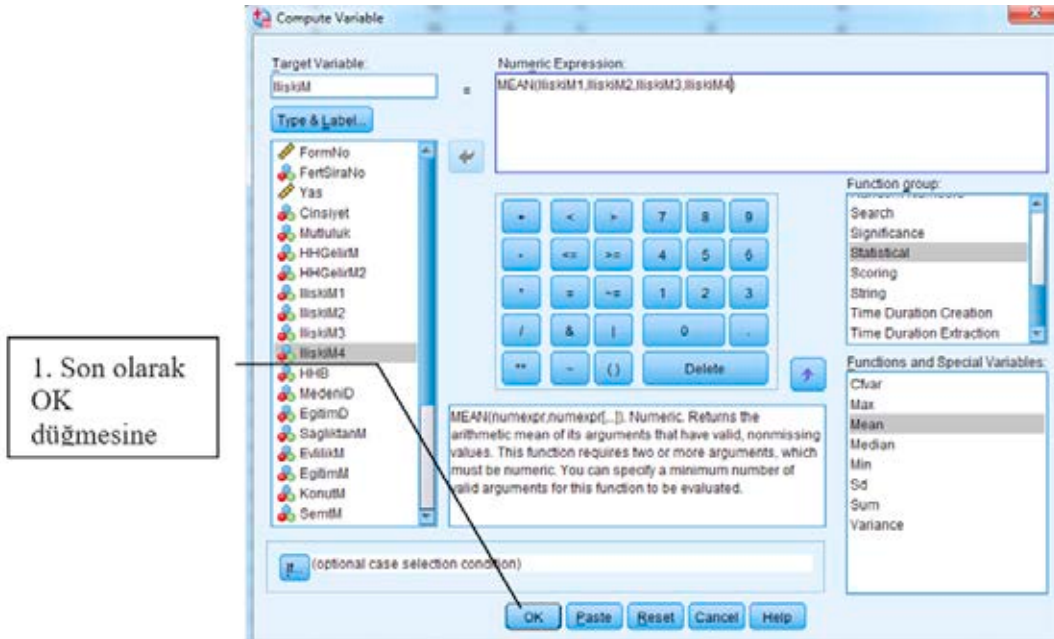 Compute Variable
Target Variable:
IliskiM
=
Numeric Expression:
MEAN(IliskiM1,IliskiM2,IliskiM3,IliskiM4)
Type & Label...
FormNo
FertSiraNo
Yas
Cinsiyet
Mutluluk
HHGelirM
HHGelirM2
IliskiM1
IliskiM2
IliskiM3
IliskiM4
HHB
MedeniD
EgitimD
SagliktanM
EvlilikM
EgitimM
KonutM
SemtM
+ < > 7 8 9
- <= >= 4 5 6
* = ~= 1 2 3
/ & | 0 .
** ~ ( ) Delete
Function group:
Random Numbers
Search
Significance
Statistical
Scoring
String
Time Duration Creation
Time Duration Extraction
MEAN(numexpr,numexpr[,..]). Numeric. Returns the
arithmetic mean of its arguments that have valid, nonmissing
values. This function requires two or more arguments, which
must be numeric. You can specify a minimum number of
valid arguments for this function to be evaluated.
Functions and Special Variables:
Cfvar
Max
Mean
Median
Min
Sd
Sum
Variance
If... (optional case selection condition)
OK Paste Reset Cancel Help
1. Son olarak
OK
düğmesine